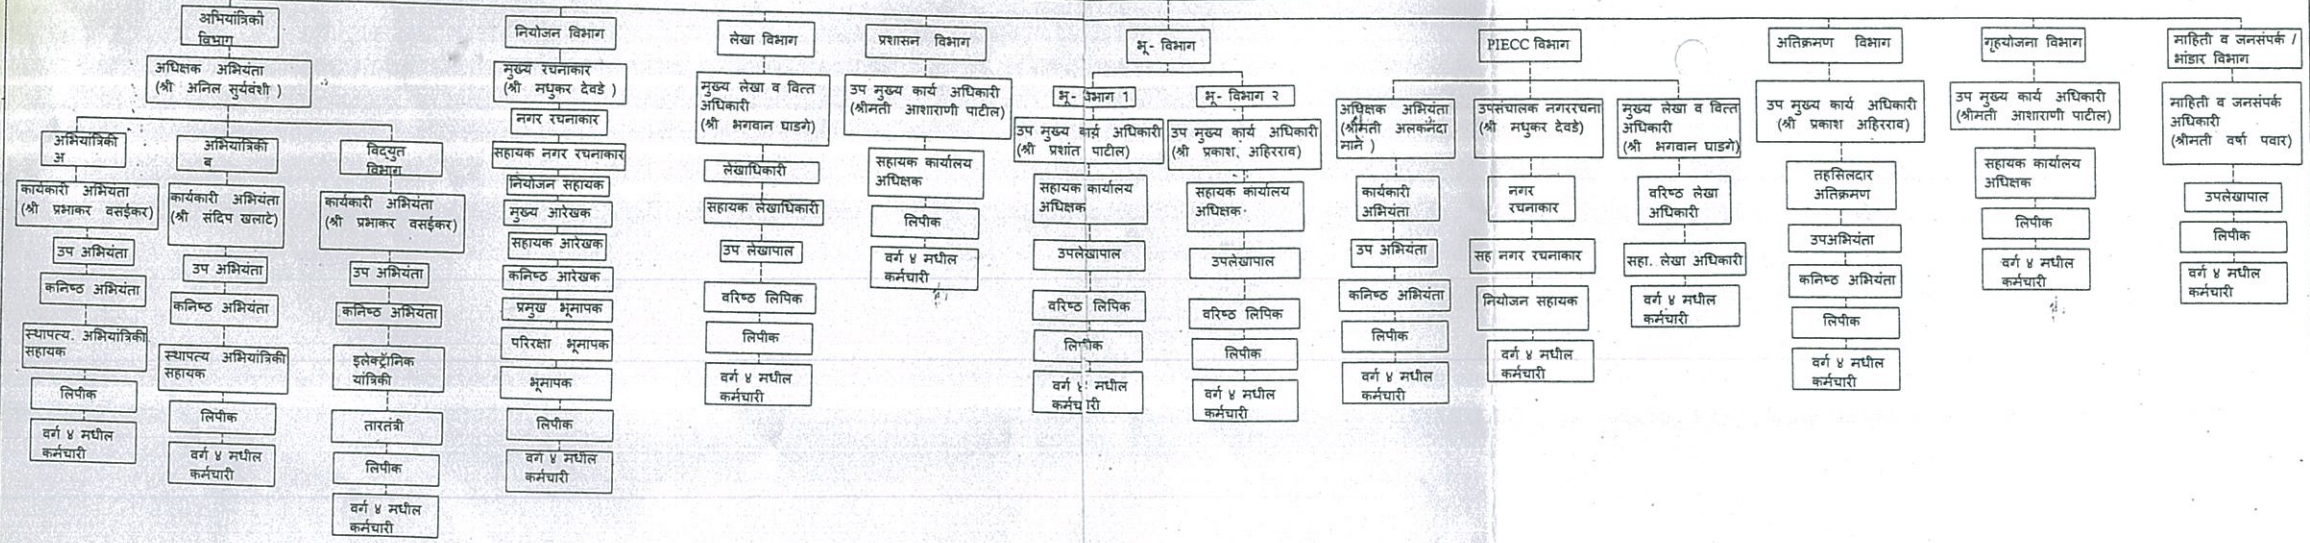 अभियांत्रिकी
विभाग
अधिक्षक अभियंता
(श्री अनिल सुर्यवंशी )
अभियांत्रिकी
अ
कार्यकारी अभियंता
(श्री प्रभाकर वसईकर)
उप अभियंता
कनिष्ठ अभियंता
स्थापत्य. अभियांत्रिकी
सहायक
लिपीक
वर्ग ४ मधील
कर्मचारी
अभियांत्रिकी
ब
कार्यकारी अभियंता
(श्री संदिप खलाटे)
उप अभियंता
कनिष्ठ अभियंता
स्थापत्य अभियांत्रिकी
सहायक
लिपीक
वर्ग ४ मधील
कर्मचारी
विद्युत
विभाग
कार्यकारी अभियंता
(श्री प्रभाकर वसईकर)
उप अभियंता
कनिष्ठ अभियंता
इलेक्ट्रॉनिक
यांत्रिकी
तारतंत्री
लिपीक
वर्ग ४ मधील
कर्मचारी
नियोजन विभाग
मुख्य रचनाकार
(श्री मधुकर देवडे )
नगर रचनाकार
सहायक नगर रचनाकार
नियोजन सहायक
मुख्य आरेखक
सहायक आरेखक
कनिष्ठ आरेखक
प्रमुख भूमापक
परिरक्षा भूमापक
भूमापक
लिपीक
वर्ग ४ मधील
कर्मचारी
लेखा विभाग
मुख्य लेखा व वित्त
अधिकारी
(श्री भगवान घाडगे)
लेखाधिकारी
सहायक लेखाधिकारी
उप लेखापाल
वरिष्ठ लिपिक
लिपीक
वर्ग ४ मधील
कर्मचारी
प्रशासन विभाग
उप मुख्य कार्य अधिकारी
(श्रीमती आशाराणी पाटील)
सहायक कार्यालय
अधिक्षक
लिपीक
वर्ग ४ मधील
कर्मचारी
भू- विभाग
भू- विभाग 1
उप मुख्य कार्य अधिकारी
(श्री प्रशांत पाटील)
सहायक कार्यालय
अधिक्षक
उपलेखापाल
वरिष्ठ लिपिक
लिपीक
वर्ग ४ मधील
कर्मचारी
भू- विभाग २
उप मुख्य कार्य अधिकारी
(श्री प्रकाश. अहिरराव)
सहायक कार्यालय
अधिक्षक
उपलेखापाल
वरिष्ठ लिपिक
लिपीक
वर्ग ४ मधील
कर्मचारी
PIECC विभाग
अधिक्षक अभियंता
(श्रीमती अलकनंदा
माने )
कार्यकारी
अभियंता
उप अभियंता
कनिष्ठ अभियंता
लिपीक
वर्ग ४ मधील
कर्मचारी
उपसंचालक नगररचना
(श्री मधुकर देवडे)
नगर
रचनाकार
सह नगर रचनाकार
नियोजन सहायक
वर्ग ४ मधील
कर्मचारी
मुख्य लेखा व वित्त
अधिकारी
(श्री भगवान घाडगे)
वरिष्ठ लेखा
अधिकारी
सहा. लेखा अधिकारी
वर्ग ४ मधील
कर्मचारी
अतिक्रमण विभाग
उप मुख्य कार्य अधिकारी
(श्री प्रकाश अहिरराव)
तहसिलदार
अतिक्रमण
उपअभियंता
कनिष्ठ अभियंता
लिपीक
वर्ग ४ मधील
कर्मचारी
गृहयोजना विभाग
उप मुख्य कार्य अधिकारी
(श्रीमती आशाराणी पाटील)
सहायक कार्यालय
अधिक्षक
लिपीक
वर्ग ४ मधील
कर्मचारी
माहिती व जनसंपर्क /
भांडार विभाग
माहिती व जनसंपर्क
अधिकारी
(श्रीमती वर्षा पवार)
उपलेखापाल
लिपीक
वर्ग ४ मधील
कर्मचारी